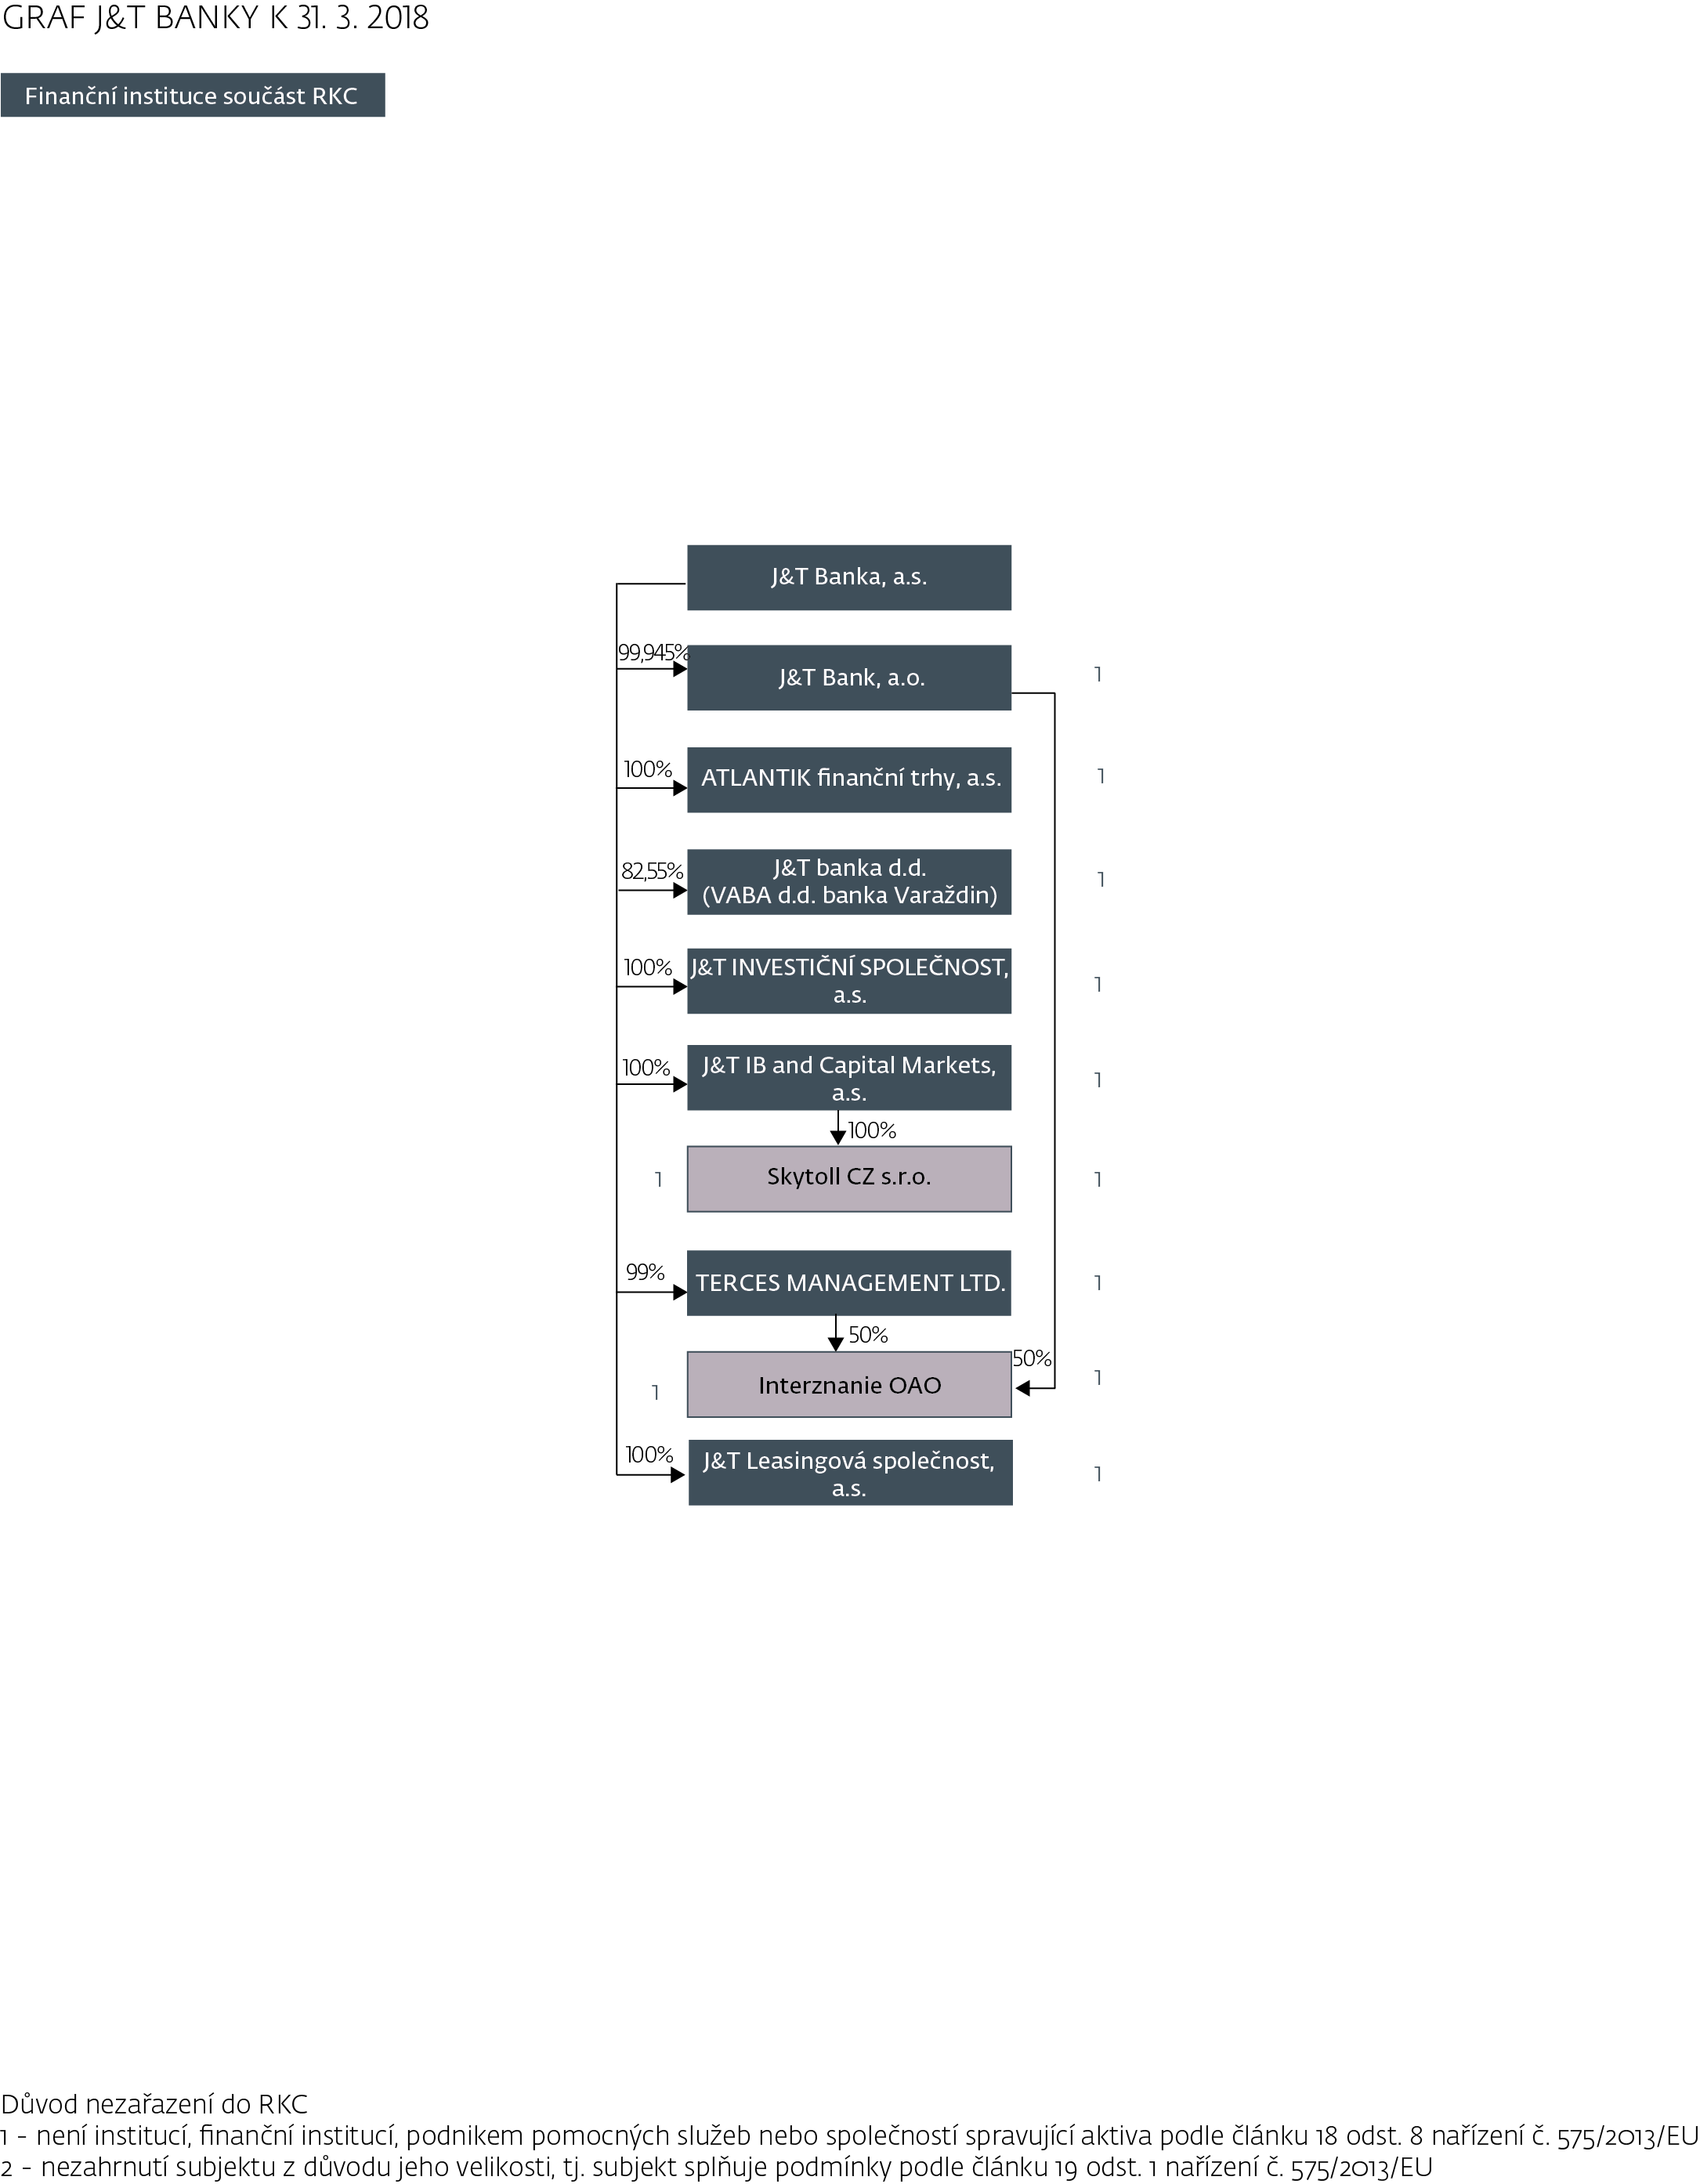 GRAF J&T BANKY K 31. 3. 2018
Finanční instituce součást RKC
J&T Banka, a.s.
99,945%
J&T Bank, a.o.
1
100%
ATLANTIK finanční trhy, a.s.
1
82,55%
J&T banka d.d.
(VABA d.d. banka Varaždin)
1
100%
J&T INVESTIČNÍ SPOLEČNOST,
a.s.
1
100%
J&T IB and Capital Markets,
a.s.
1
100%
1
Skytoll CZ s.r.o.
1
99%
TERCES MANAGEMENT LTD.
1
50%
50%
1
Interznanie OAO
1
100%
J&T Leasingová společnost,
a.s.
1
Důvod nezařazení do RKC
1 - není institucí, finanční institucí, podnikem pomocných služeb nebo společností spravující aktiva podle článku 18 odst. 8 nařízení č. 575/2013/EU
2 - nezahrnutí subjektu z důvodu jeho velikosti, tj. subjekt splňuje podmínky podle článku 19 odst. 1 nařízení č. 575/2013/EU